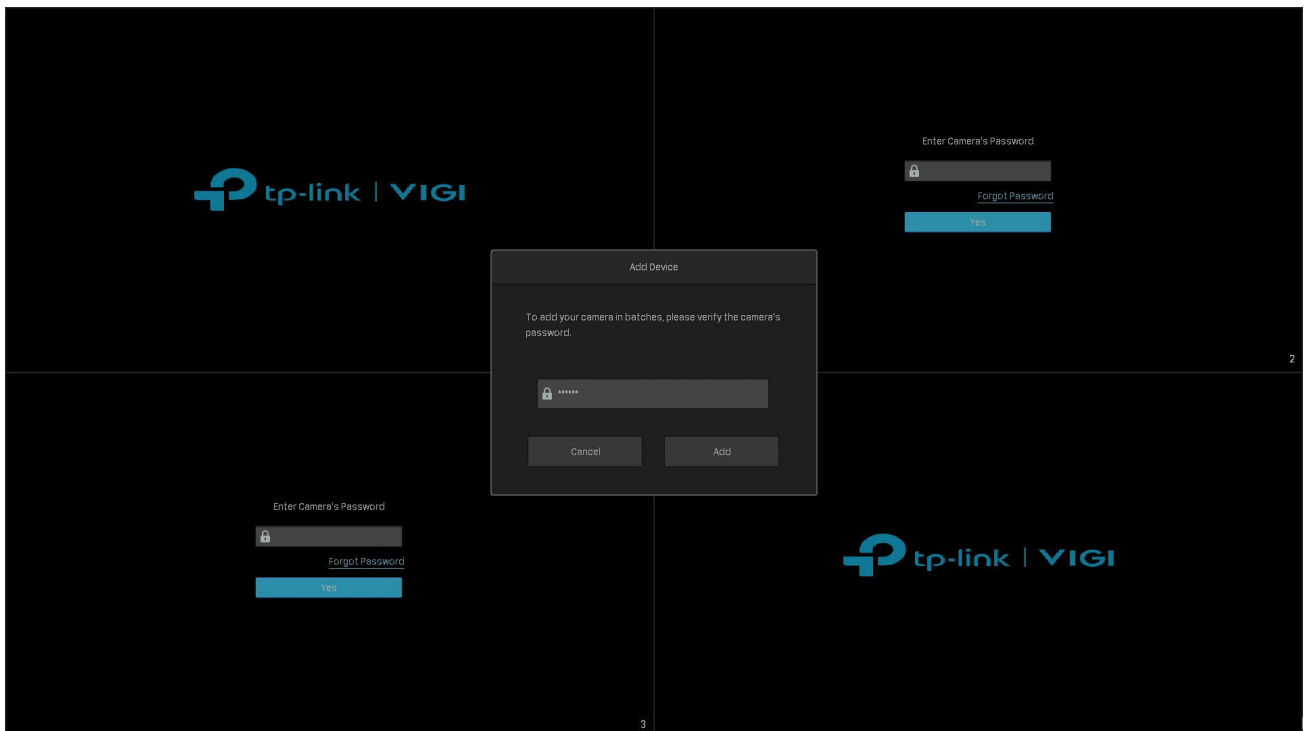 tp-link | VIGI
Enter Camera's Password
Forgot Password
Yes
2
Add Device
To add your camera in batches, please verify the camera's
password.
******
Cancel
Add
Enter Camera's Password
Forgot Password
Yes
3
tp-link | VIGI